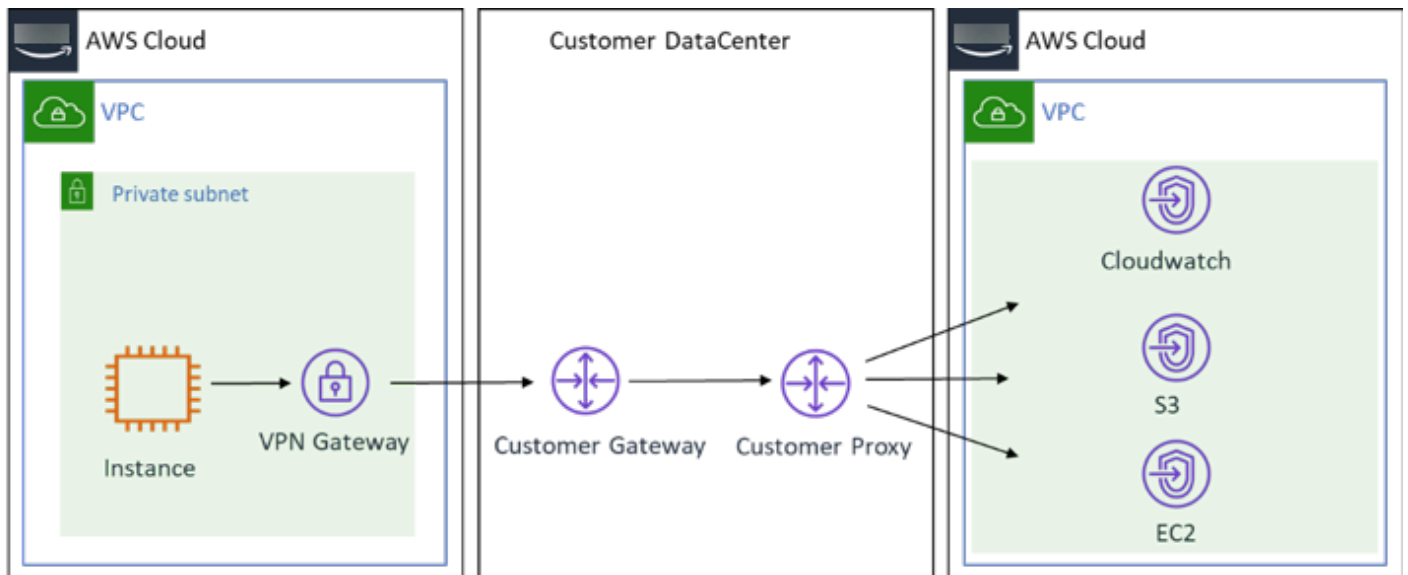 AWS Cloud
VPC
Private subnet
Instance
VPN Gateway
Customer DataCenter
Customer Gateway
Customer Proxy
AWS Cloud
VPC
Cloudwatch
S3
EC2